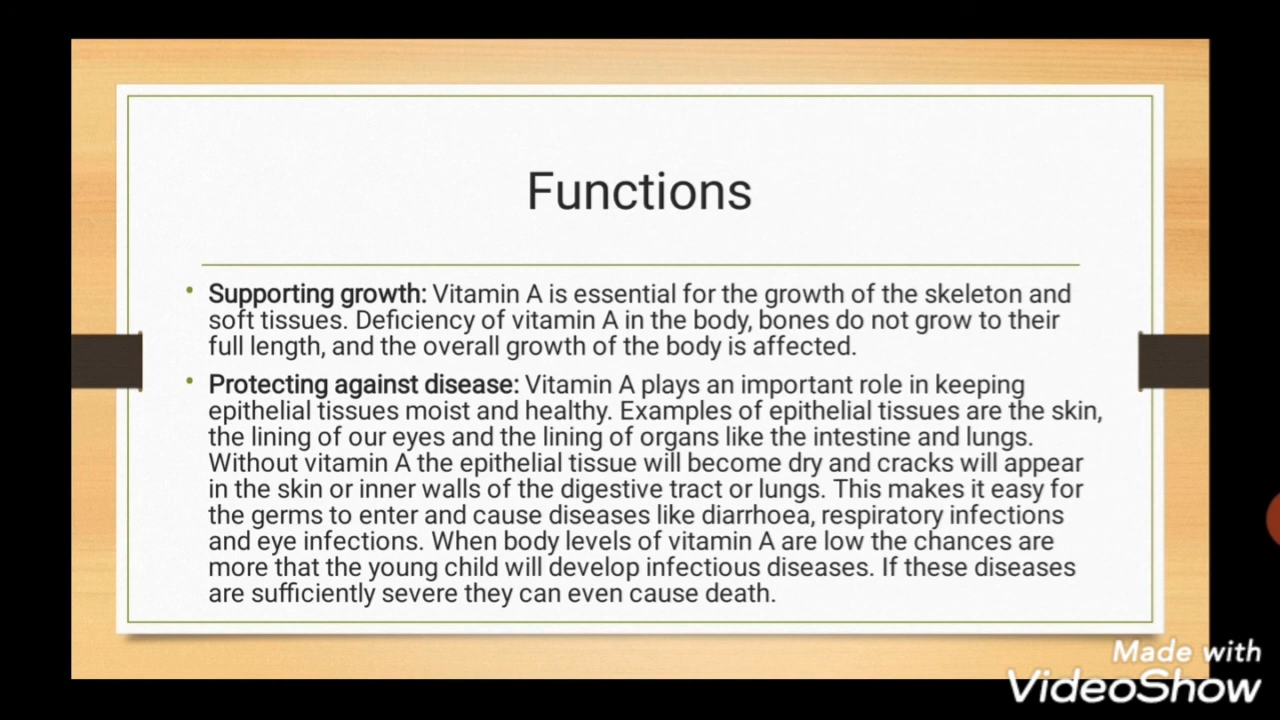 Functions
• Supporting growth: Vitamin A is essential for the growth of the skeleton and
soft tissues. Deficiency of vitamin A in the body, bones do not grow to their
full length, and the overall growth of the body is affected.
• Protecting against disease: Vitamin A plays an important role in keeping
epithelial tissues moist and healthy. Examples of epithelial tissues are the skin,
the lining of our eyes and the lining of organs like the intestine and lungs.
Without vitamin A the epithelial tissue will become dry and cracks will appear
in the skin or inner walls of the digestive tract or lungs. This makes it easy for
the germs to enter and cause diseases like diarrhoea, respiratory infections
and eye infections. When body levels of vitamin A are low the chances are
more that the young child will develop infectious diseases. If these diseases
are sufficiently severe they can even cause death.
Made with
VideoShow